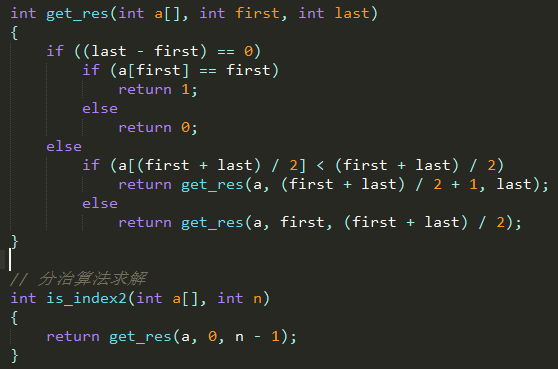 int get_res(int a[], int first, int last)
{
    if ((last - first) == 0)
        if (a[first] == first)
            return 1;
        else
            return 0;
    else
        if (a[(first + last) / 2] < (first + last) / 2)
            return get_res(a, (first + last) / 2 + 1, last);
        else
            return get_res(a, first, (first + last) / 2);
}

// 分治算法求解
int is_index2(int a[], int n)
{
    return get_res(a, 0, n - 1);
}